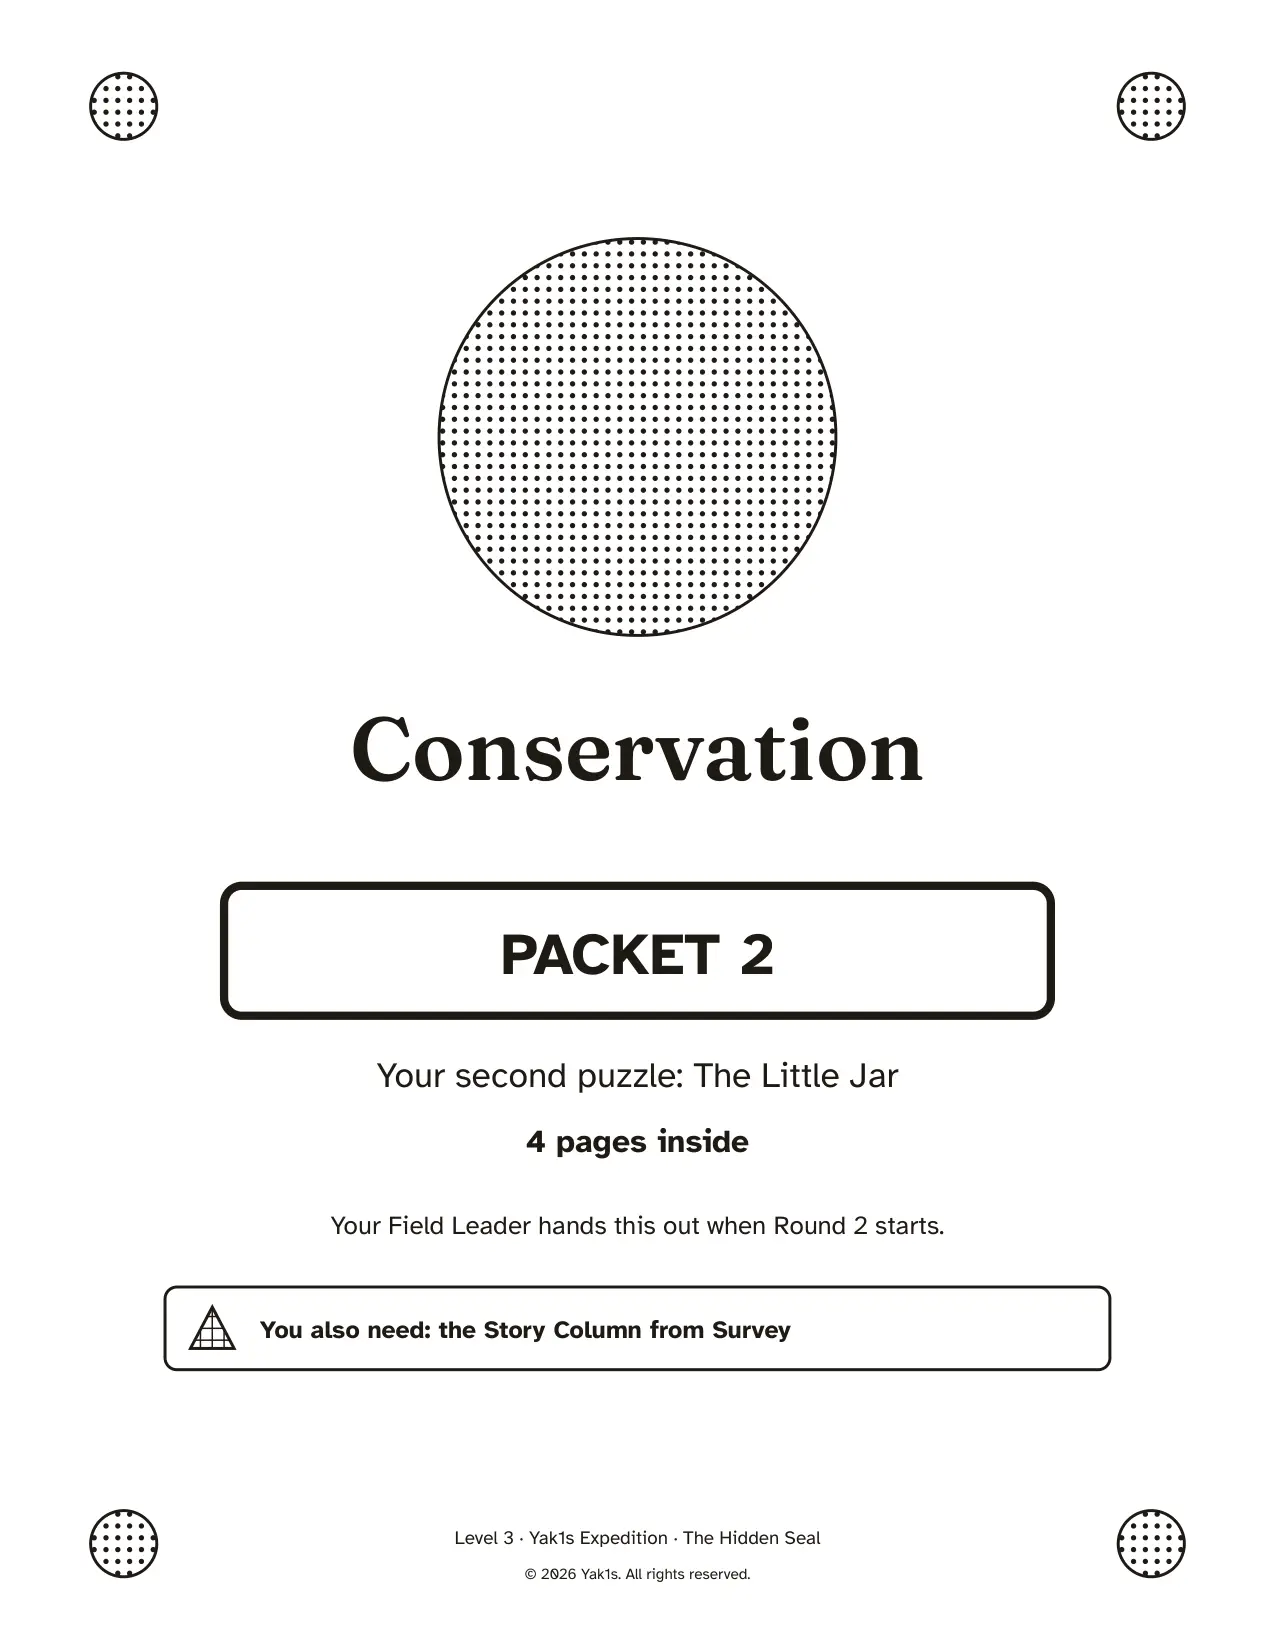 Conservation
PACKET 2
Your second puzzle: The Little Jar
4 pages inside
Your Field Leader hands this out when Round 2 starts.
You also need: the Story Column from Survey
Level 3 · Yak1s Expedition · The Hidden Seal
© 2026 Yak1s. All rights reserved.